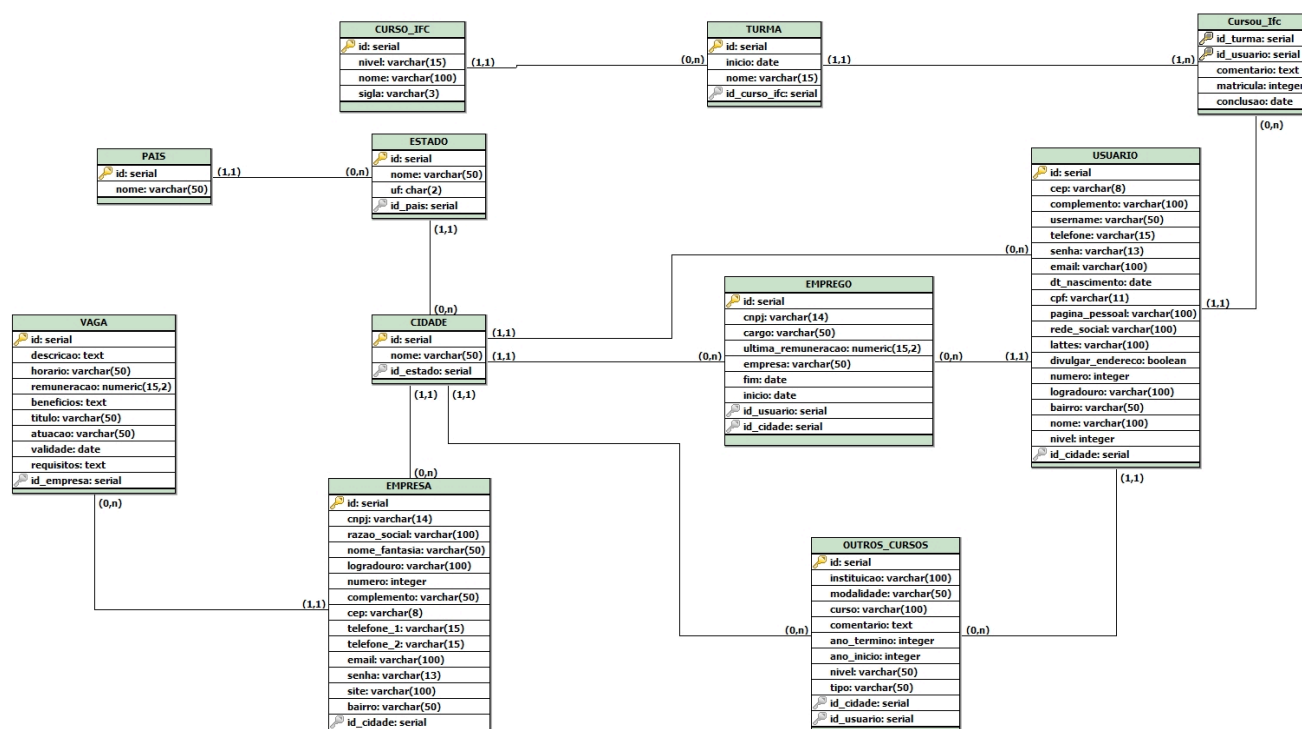 CURSO_IFC
id: serial
nivel: varchar(15)
nome: varchar(100)
sigla: varchar(3)
(1,1)
(0,n)
TURMA
id: serial
inicio: date
nome: varchar(15)
id_curso_ifc: serial
(1,1)
(1,n)
Cursou_Ifc
id_turma: serial
id_usuario: serial
comentario: text
matricula: integer
conclusao: date
(0,n)
PAIS
id: serial
nome: varchar(50)
(1,1)
(0,n)
ESTADO
id: serial
nome: varchar(50)
uf: char(2)
id_pais: serial
(1,1)
(0,n)
USUARIO
id: serial
cep: varchar(8)
complemento: varchar(100)
username: varchar(50)
telefone: varchar(15)
senha: varchar(13)
email: varchar(100)
dt_nascimento: date
cpf: varchar(11)
pagina_pessoal: varchar(100)
rede_social: varchar(100)
lattes: varchar(100)
divulgar_endereco: boolean
numero: integer
logradouro: varchar(100)
bairro: varchar(50)
nome: varchar(100)
nivel: integer
id_cidade: serial
(0,n)
(1,1)
(1,1)
(1,1)
EMPREGO
id: serial
cnpj: varchar(14)
cargo: varchar(50)
ultima_remuneracao: numeric(15,2)
empresa: varchar(50)
fim: date
inicio: date
id_usuario: serial
id_cidade: serial
(0,n)
(0,n)
CIDADE
id: serial
nome: varchar(50)
id_estado: serial
(1,1)
(1,1)
(1,1)
(1,1)
VAGA
id: serial
descricao: text
horario: varchar(50)
remuneracao: numeric(15,2)
beneficios: text
titulo: varchar(50)
atuacao: varchar(50)
validade: date
requisitos: text
id_empresa: serial
(0,n)
(1,1)
(0,n)
EMPRESA
id: serial
cnpj: varchar(14)
razao_social: varchar(100)
nome_fantasia: varchar(50)
logradouro: varchar(100)
numero: integer
complemento: varchar(50)
cep: varchar(8)
telefone_1: varchar(15)
telefone_2: varchar(15)
email: varchar(100)
senha: varchar(13)
site: varchar(100)
bairro: varchar(50)
id_cidade: serial
OUTROS_CURSOS
id: serial
instituicao: varchar(100)
modalidade: varchar(50)
curso: varchar(100)
comentario: text
ano_termino: integer
ano_inicio: integer
nivel: varchar(50)
tipo: varchar(50)
id_cidade: serial
id_usuario: serial
(0,n)
(0,n)